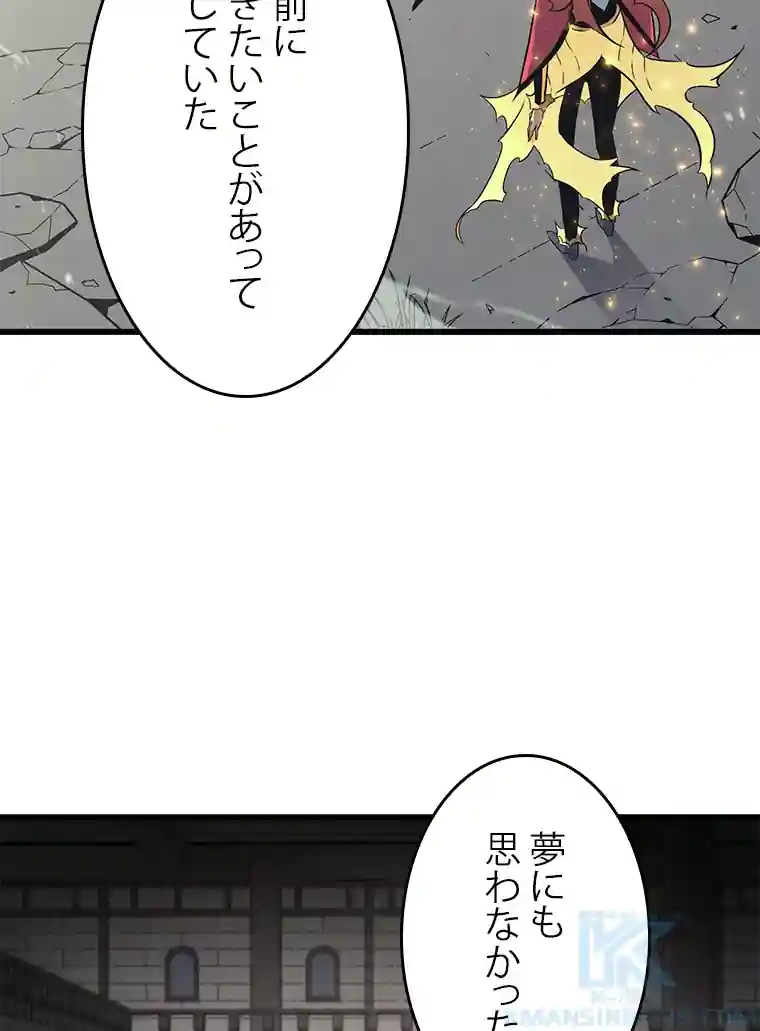 前に
きたいことがあって
していた
夢にも
思わなかった